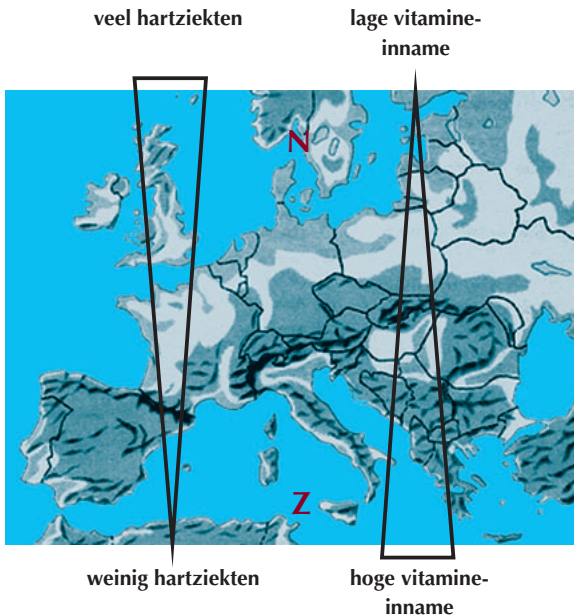 veel hartziekten
lage vitamine-
inname
N
Z
weinig hartziekten
hoge vitamine-
inname